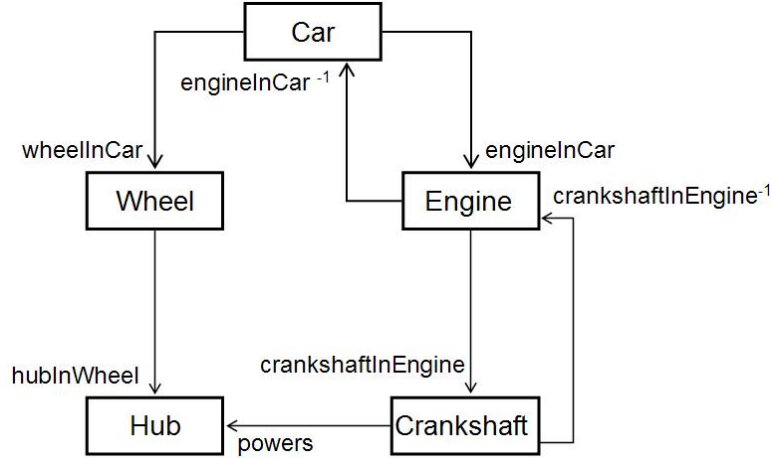 Car
engineInCar -1
wheelInCar
engineInCar
Wheel
Engine
crankshaftInEngine-1
hubInWheel
crankshaftInEngine
Hub
powers
Crankshaft